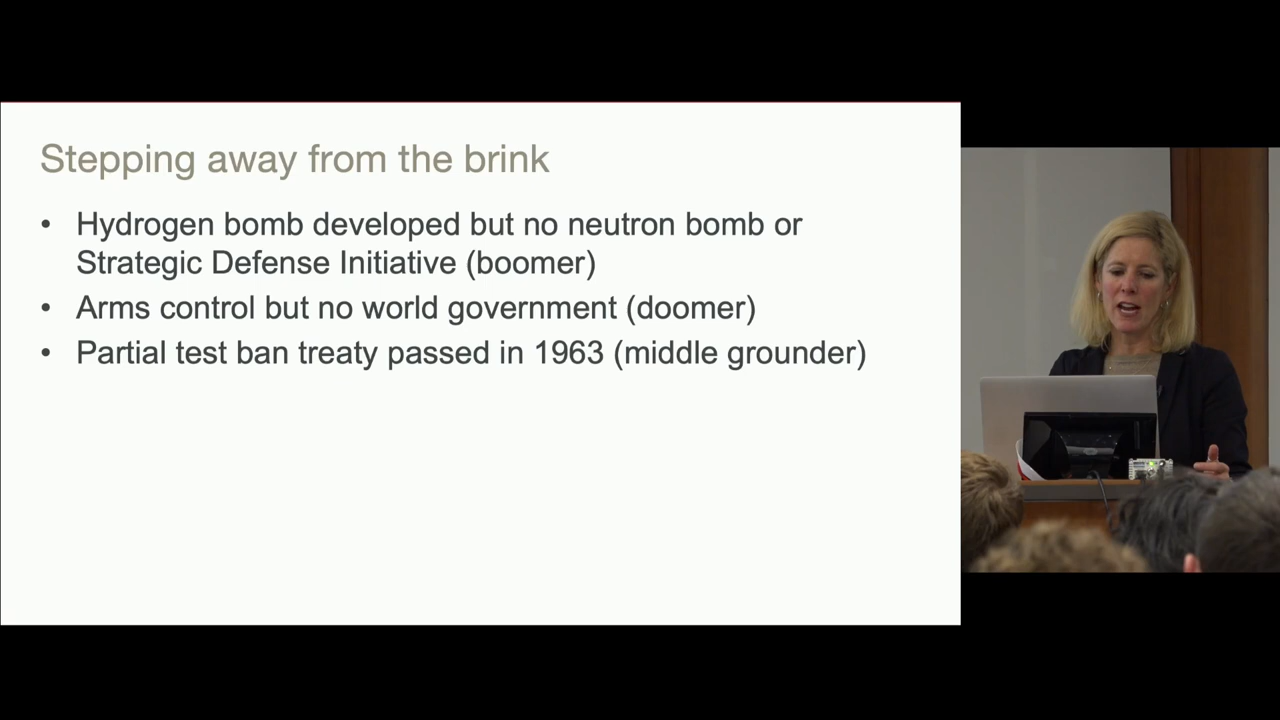 Stepping away from the brink
• Hydrogen bomb developed but no neutron bomb or
Strategic Defense Initiative (boomer)
• Arms control but no world government (doomer)
• Partial test ban treaty passed in 1963 (middle grounder)